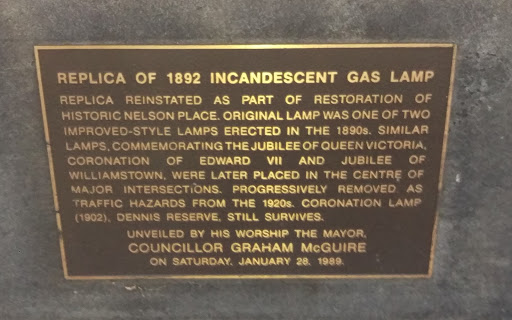 REPLICA OF 1892 INCANDESCENT GAS LAMP
REPLICA REINSTATED AS PART OF RESTORATION OF
HISTORIC NELSON PLACE. ORIGINAL LAMP WAS ONE OF TWO
IMPROVED-STYLE LAMPS ERECTED IN THE 1890s. SIMILAR
LAMPS, COMMEMORATING THE JUBILEE OF QUEEN VICTORIA,
CORONATION OF EDWARD VII AND JUBILEE OF
WILLIAMSTOWN, WERE LATER PLACED IN THE CENTRE OF
MAJOR INTERSECTIONS. PROGRESSIVELY REMOVED AS
TRAFFIC HAZARDS FROM THE 1920s. CORONATION LAMP
(1902), DENNIS RESERVE, STILL SURVIVES.
UNVEILED BY HIS WORSHIP THE MAYOR,
COUNCILLOR GRAHAM McGUIRE
ON SATURDAY, JANUARY 28, 1989.